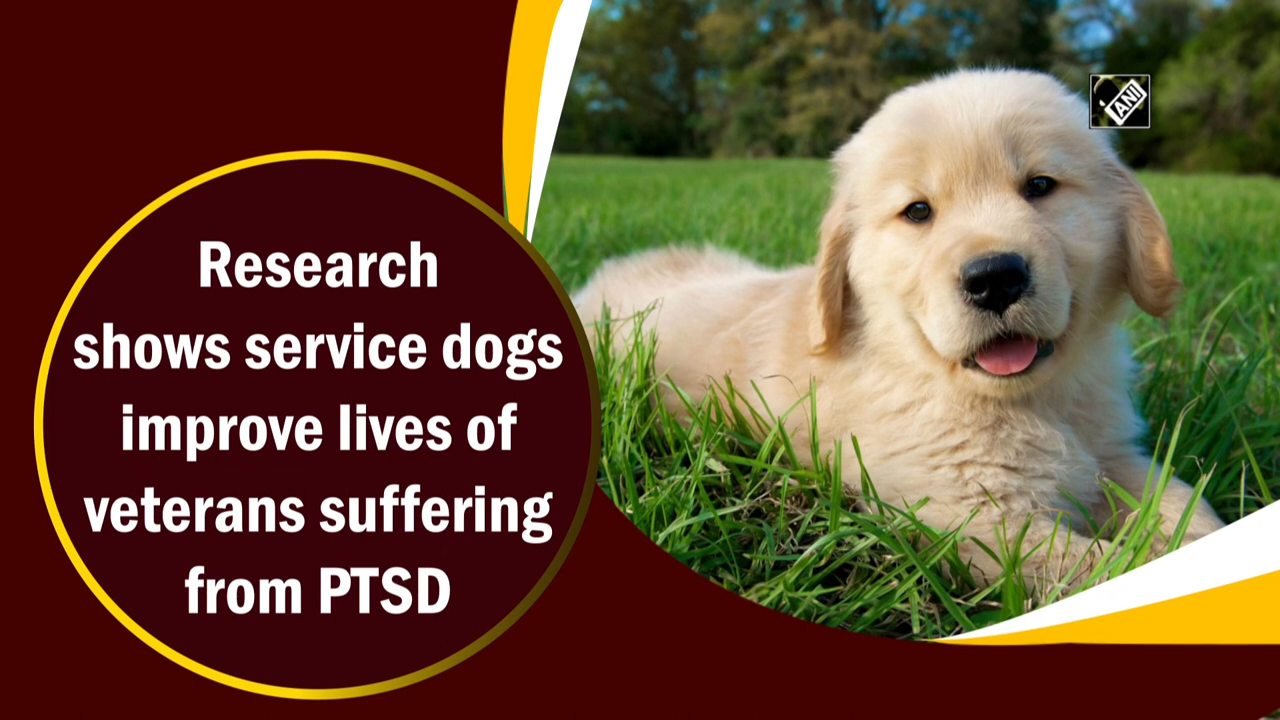 Research
shows service dogs
improve lives of
veterans suffering
from PTSD
ANI